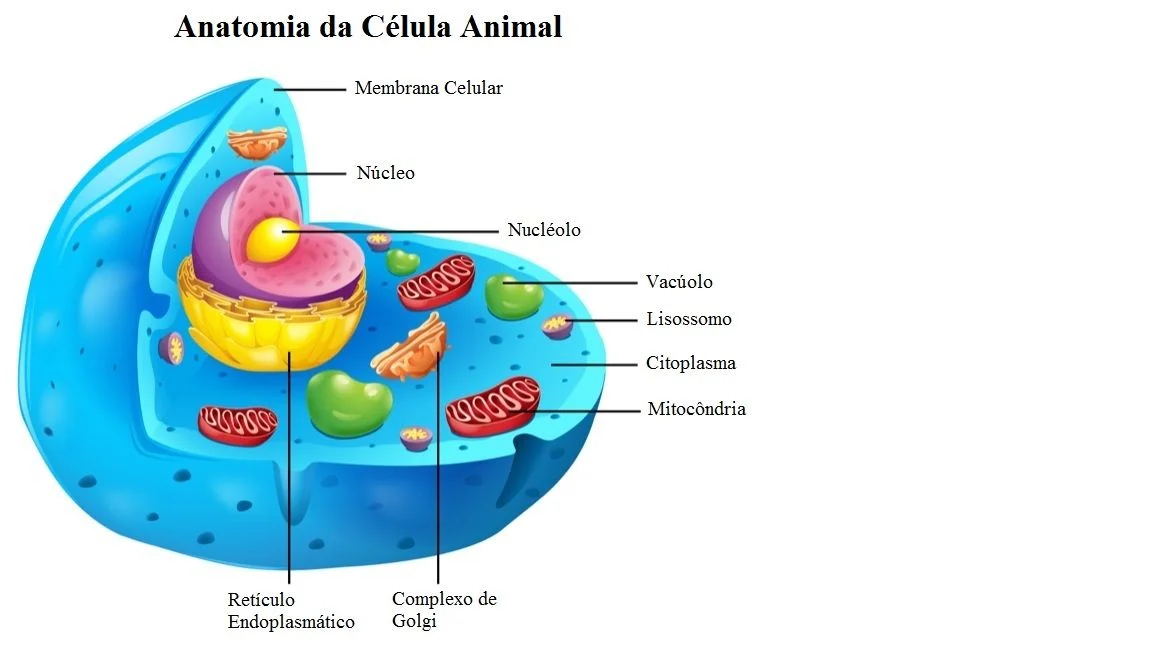 Anatomia da Célula Animal
Membrana Celular
Núcleo
Nucléolo
Vacúolo
Lisossomo
Citoplasma
Mitocôndria
Retículo
Endoplasmático
Complexo de
Golgi